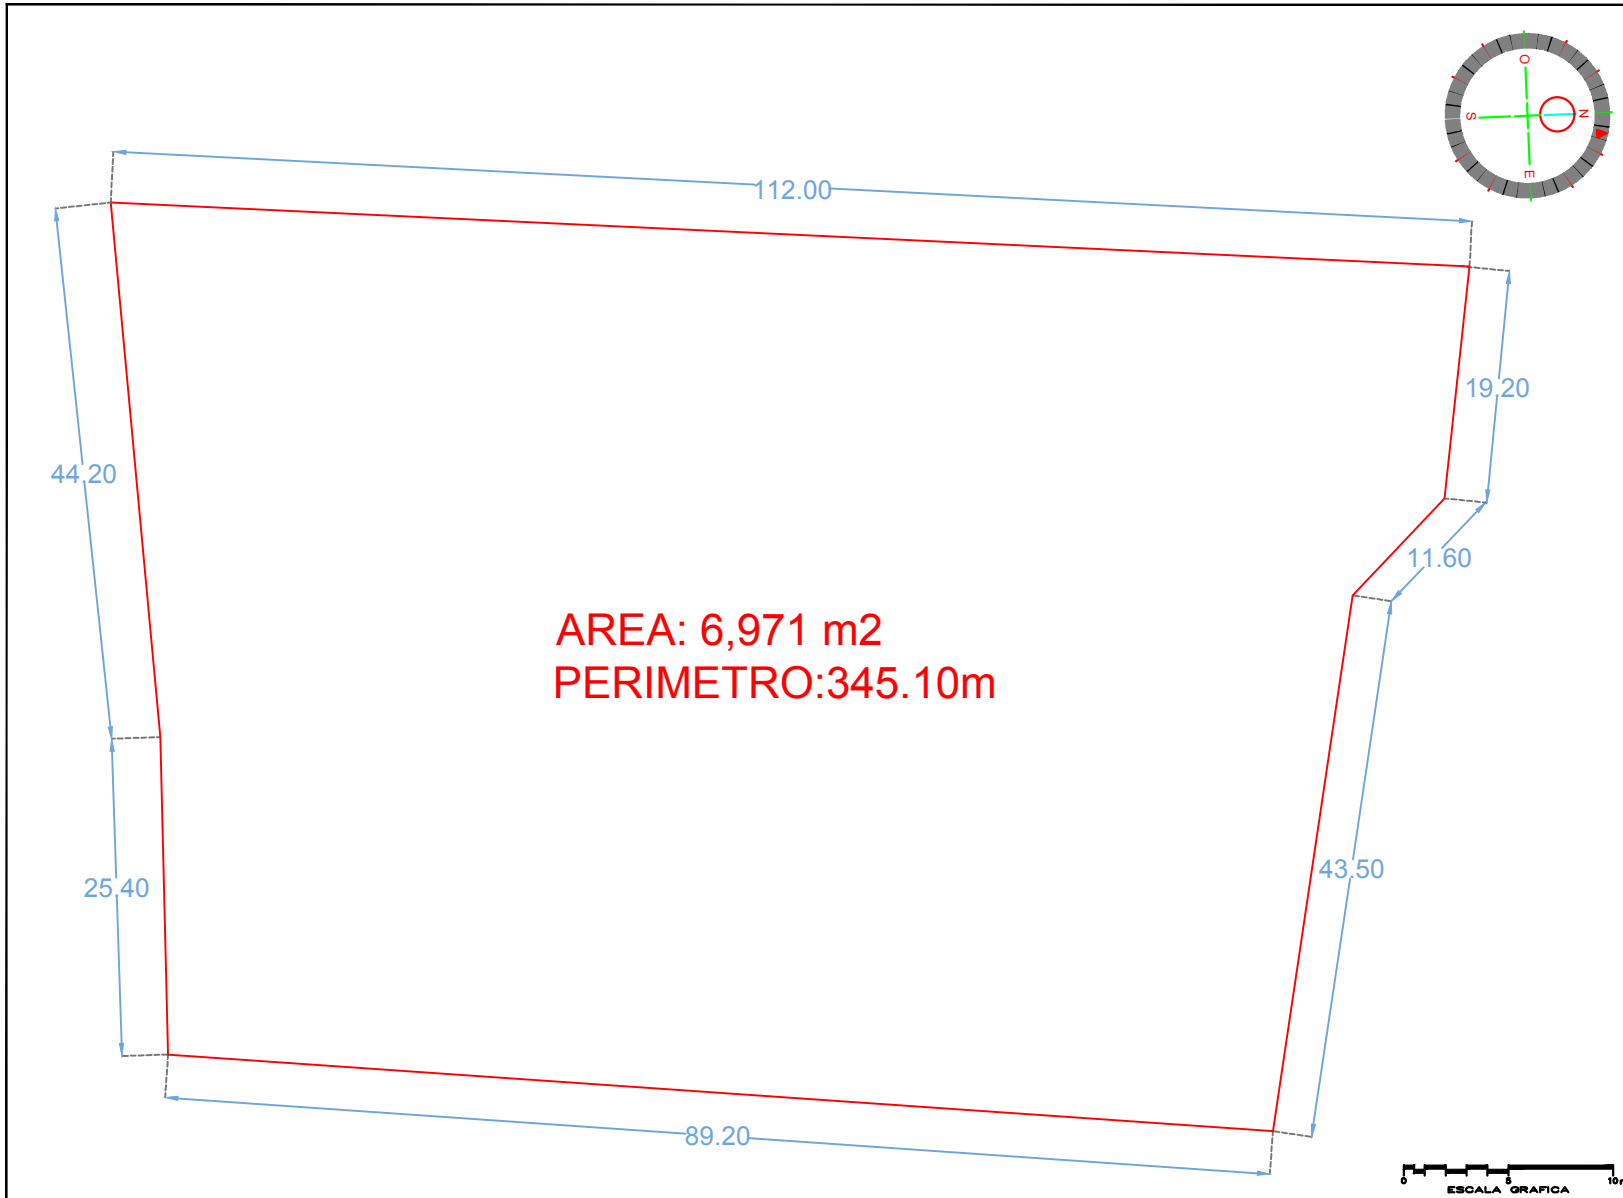 O
S
N
E
112.00
19.20
44.20
11.60
AREA: 6,971 m2
PERIMETRO:345.10m
43.50
25.40
89.20
0
5
ESCALA GRAFICA